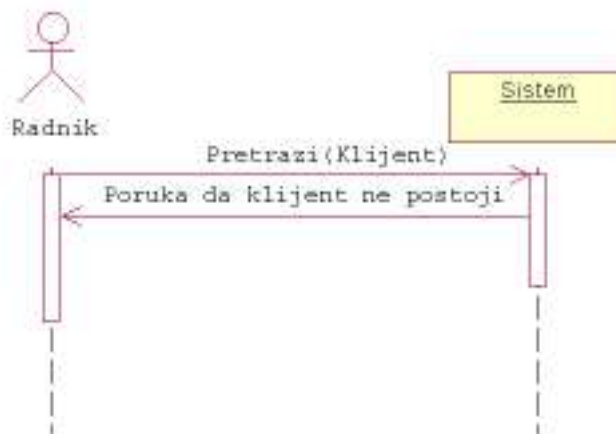 Sistem
Radnik
Pretrazi(Klijent)
Poruka da klijent ne postoji